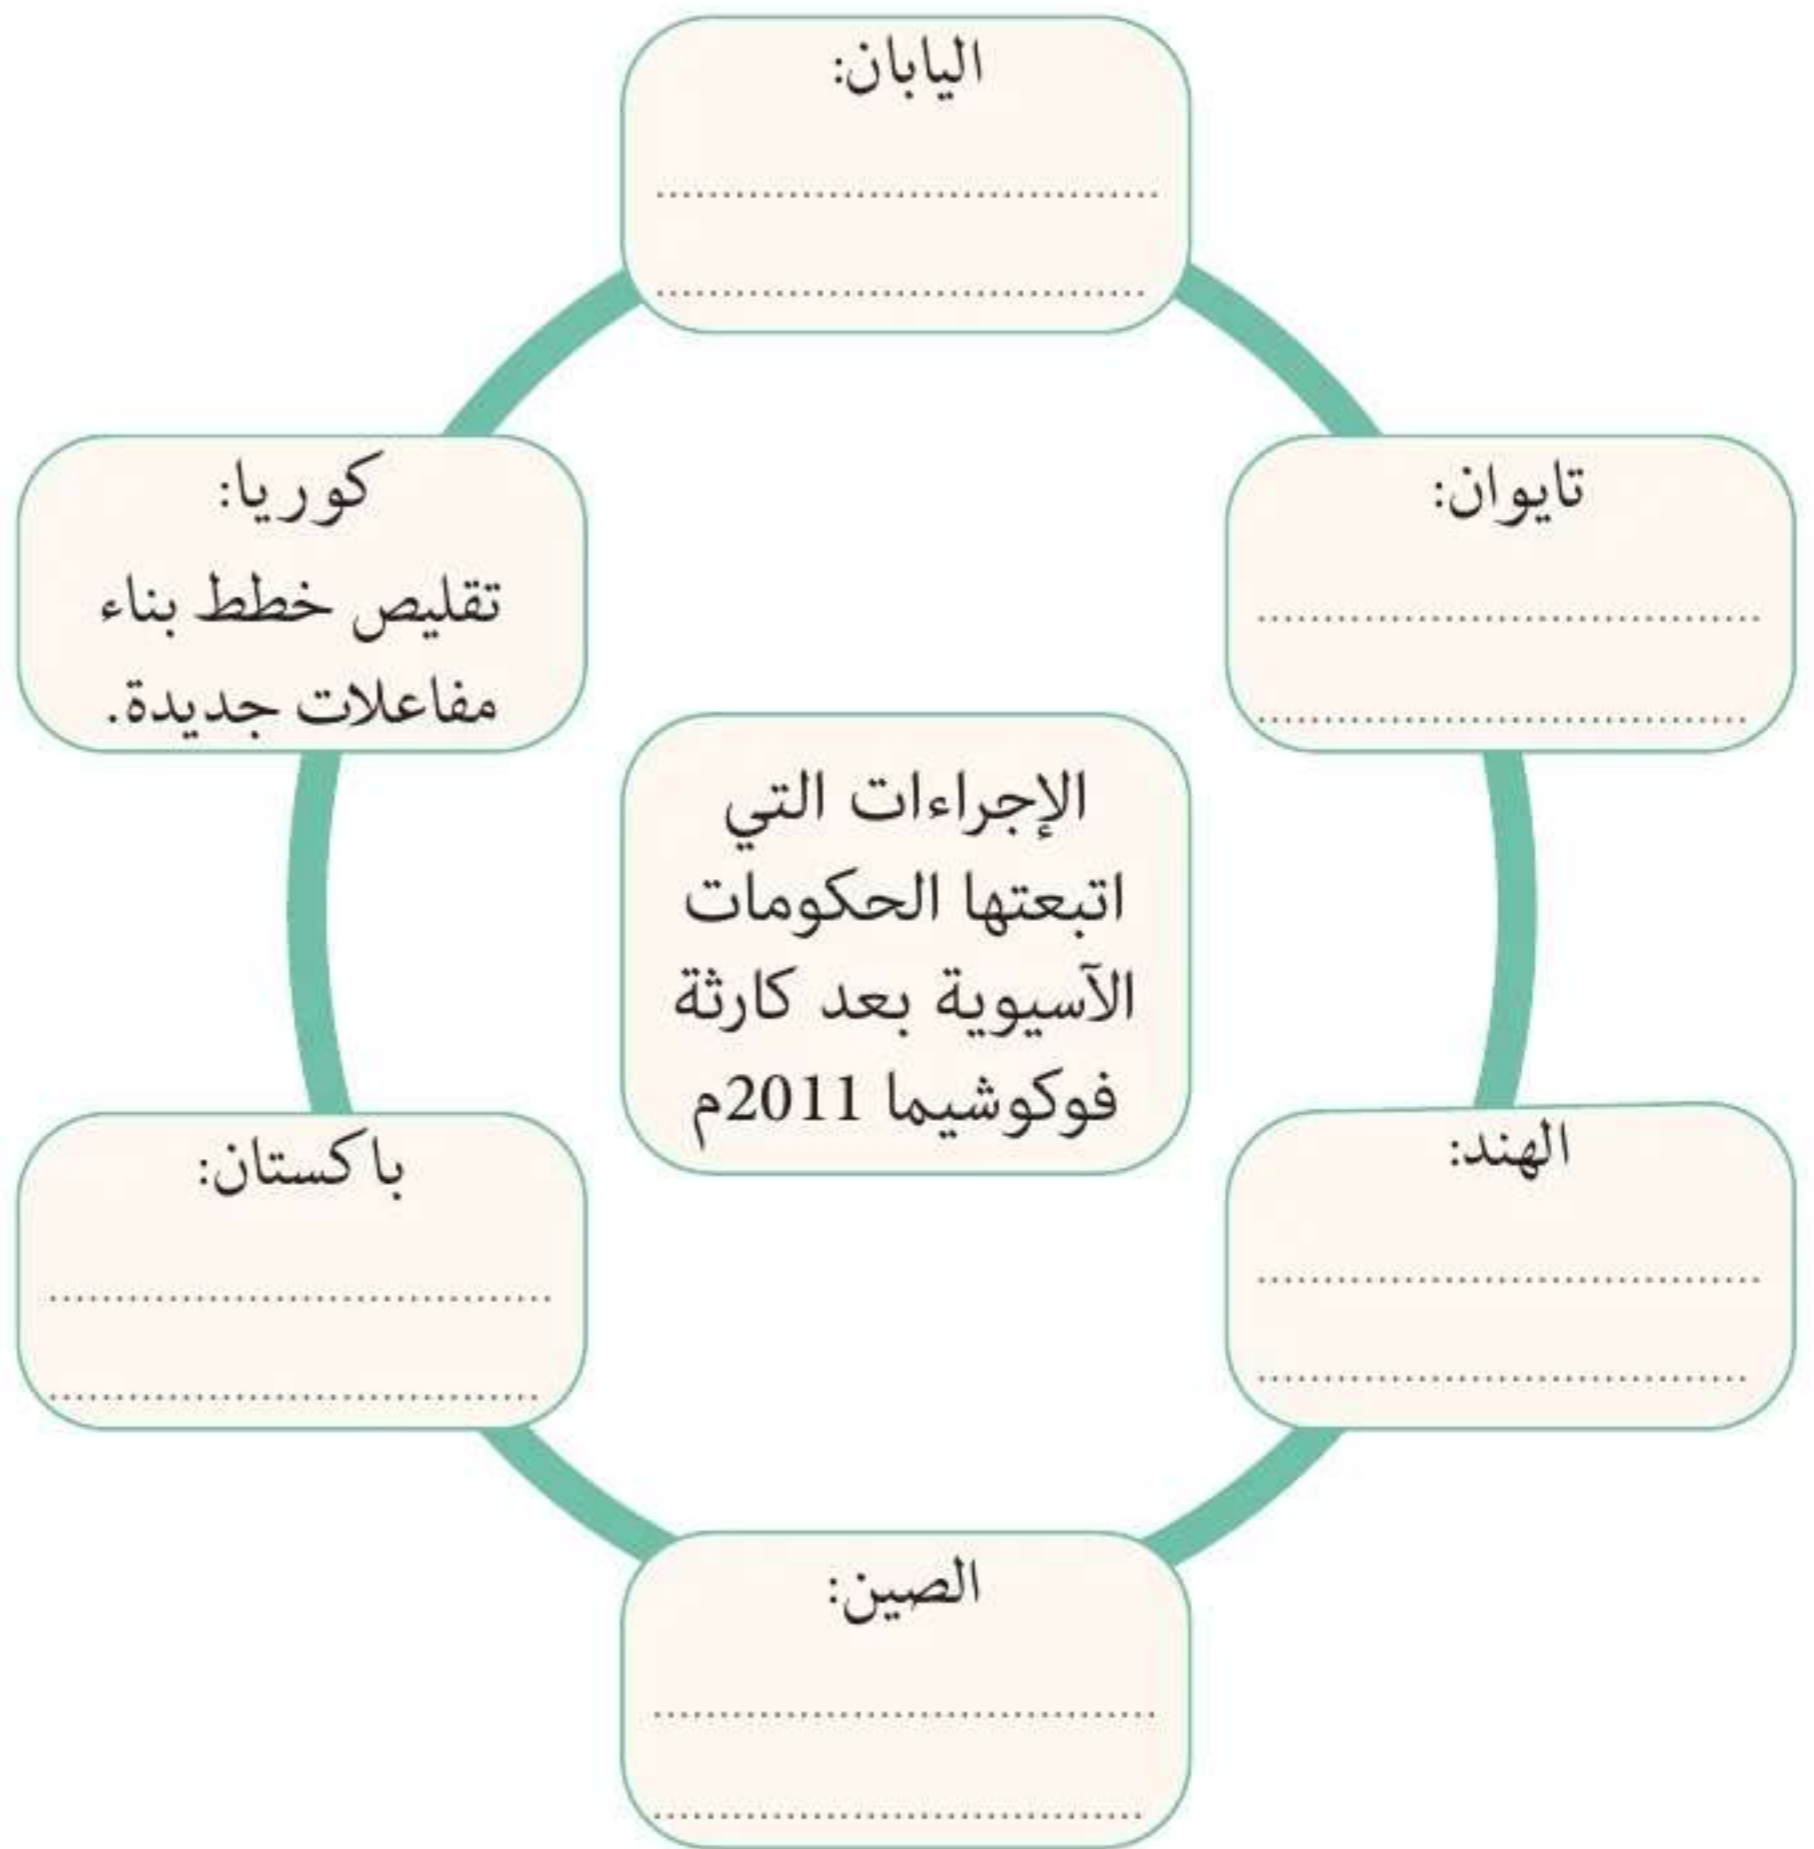 اليابان:
كوريا:
تقليص خطط بناء
مفاعلات جديدة.
تايوان:
الإجراءات التي
اتبعتها الحكومات
الآسيوية بعد كارثة
فوكوشيما 2011م
باكستان:
الهند:
الصين: